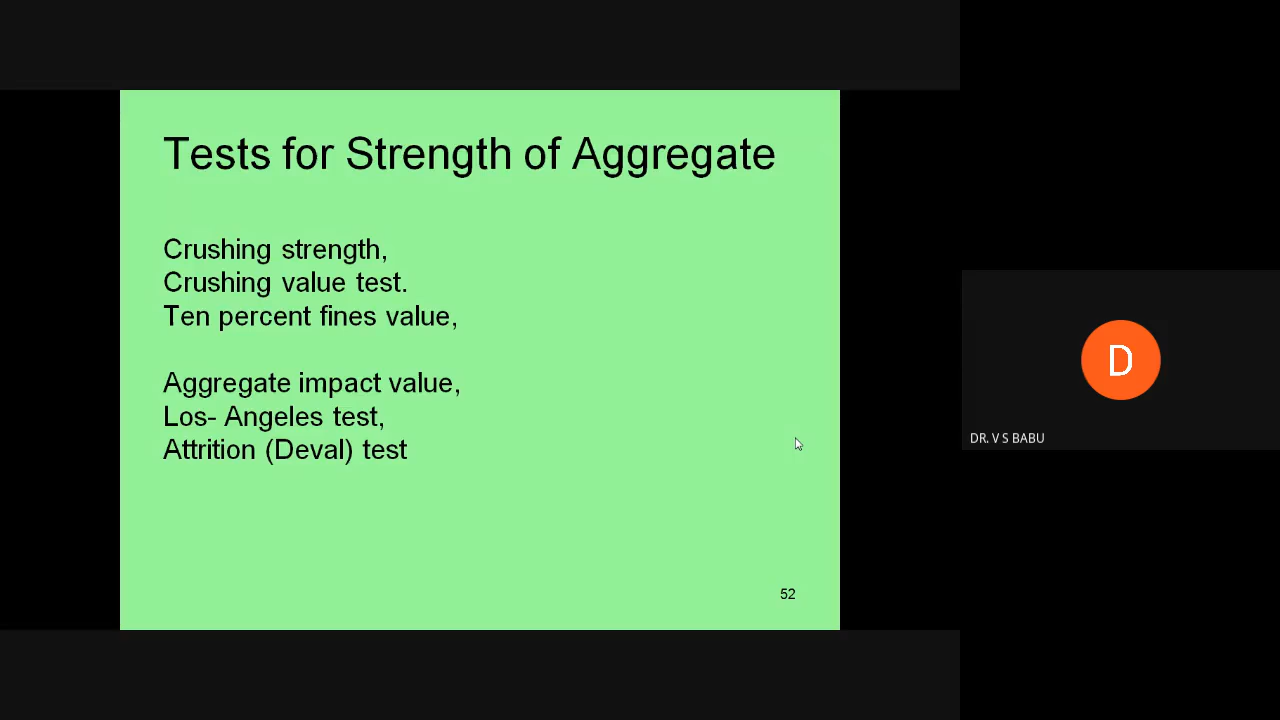 Tests for Strength of Aggregate
Crushing strength,
Crushing value test.
Ten percent fines value,
Aggregate impact value,
Los- Angeles test,
Attrition (Deval) test
52
D
DR. V S BABU